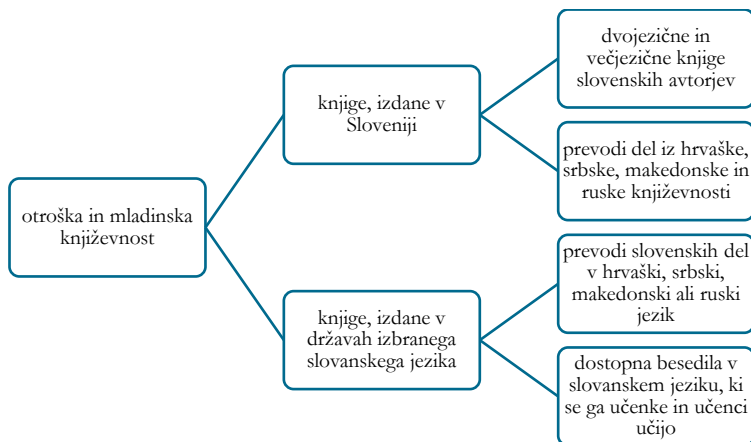 otroška in mladinska
književnost
knjige, izdane v
Sloveniji
dvojezične in
večjezične knjige
slovenskih avtorjev
prevodi del iz hrvaške,
srbske, makedonske in
ruske književnosti
knjige, izdane v
državah izbranega
slovanskega jezika
prevodi slovenskih del
v hrvaški, srbski,
makedonski ali ruski
jezik
dostopna besedila v
slovanskem jeziku, ki
se ga učenke in učenci
učijo